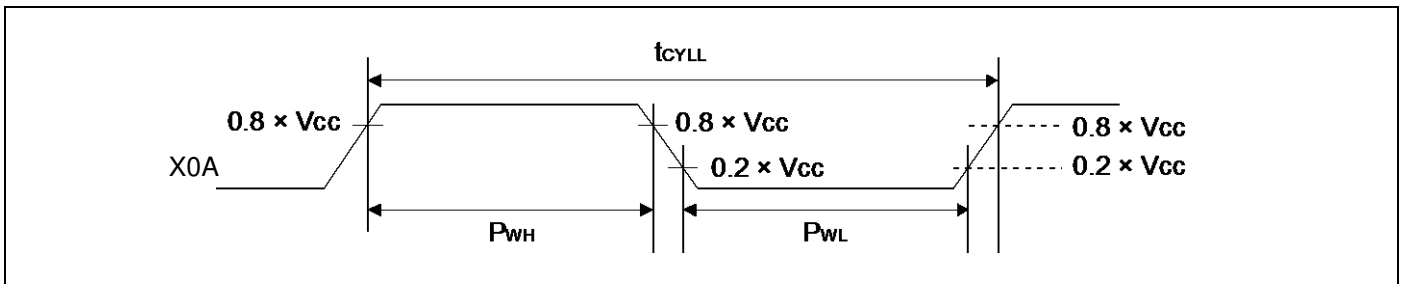 tCYLL
0.8 × Vcc
0.8 × Vcc
0.8 × Vcc
X0A
0.2 × Vcc
0.2 × Vcc
PWH
PWL